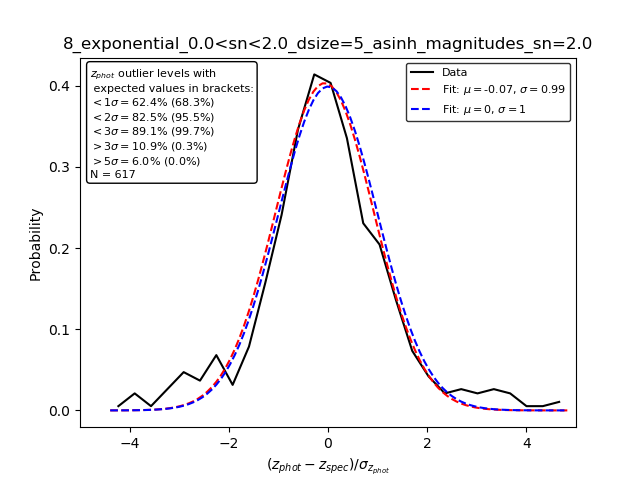 8_exponential_0.0<sn<2.0_dsize=5_asinh_magnitudes_sn=2.0
z_phot outlier levels with
expected values in brackets:
< 1σ = 62.4% (68.3%)
< 2σ = 82.5% (95.5%)
< 3σ = 89.1% (99.7%)
> 3σ = 10.9% (0.3%)
> 5σ = 6.0% (0.0%)
N = 617
Data
Fit: μ = -0.07, σ = 0.99
Fit: μ = 0, σ = 1
0.4
0.3
0.2
0.1
0.0
Probability
−4 −2 0 2 4
(z_phot − z_spec)/σ_z_phot